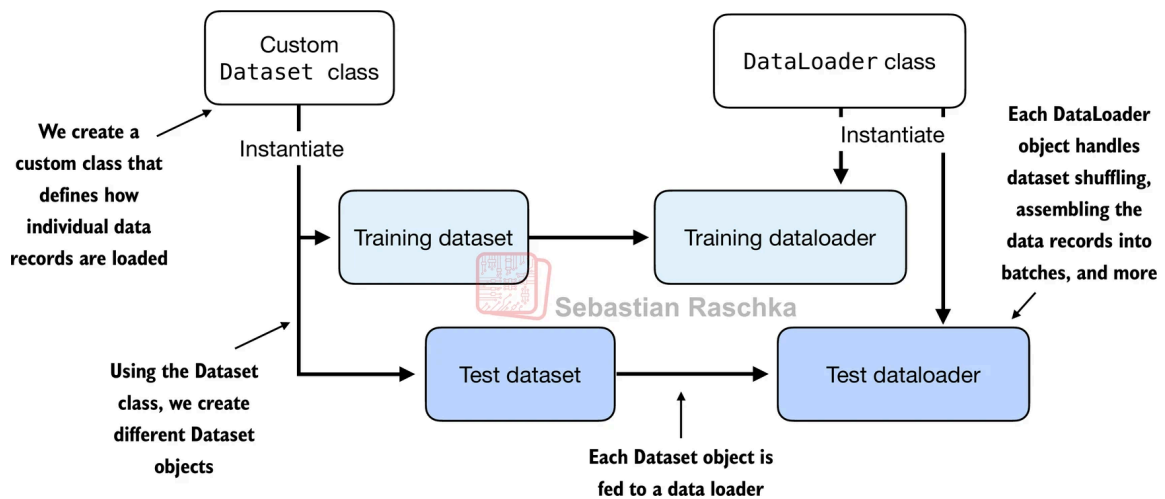 Custom
Dataset class
DataLoader class
We create a
custom class that
defines how
individual data
records are loaded
Instantiate
Instantiate
Each DataLoader
object handles
dataset shuffling,
assembling the
data records into
batches, and more
Training dataset
Training dataloader
Sebastian Raschka
Using the Dataset
class, we create
different Dataset
objects
Test dataset
Test dataloader
Each Dataset object is
fed to a data loader